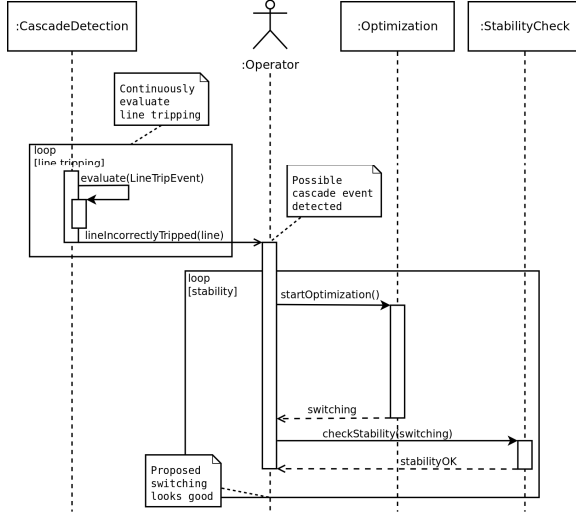 :CascadeDetection
:Operator
:Optimization
:StabilityCheck
Continuously
evaluate
line tripping
loop
[line tripping]
evaluate(LineTripEvent)
lineIncorrectlyTripped(line)
Possible
cascade event
detected
loop
[stability]
startOptimization()
switching
checkStability(switching)
stabilityOK
Proposed
switching
looks good